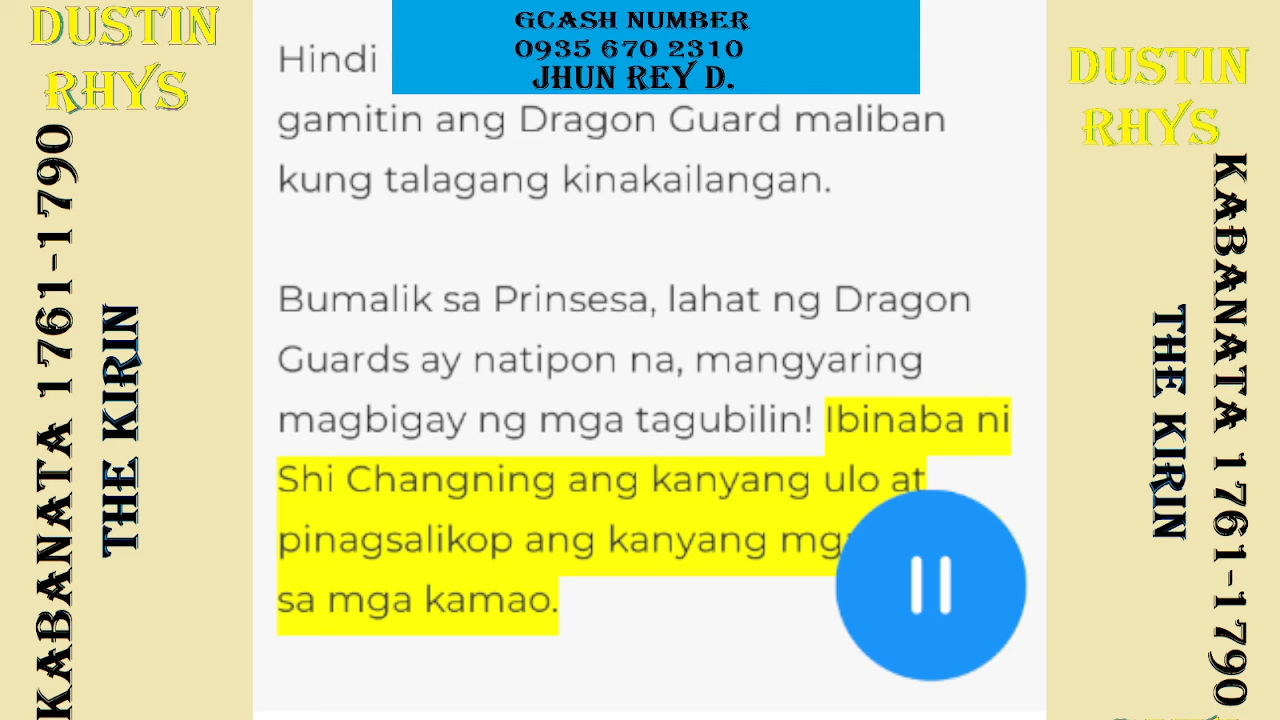 DUSTIN
RHYS
KABANATA 1761-1790
THE KIRIN
GCASH NUMBER
0935 670 2310
JHUN REY D.
Hindi
gamitin ang Dragon Guard maliban
kung talagang kinakailangan.
Bumalik sa Prinsesa, lahat ng Dragon
Guards ay natipon na, mangyaring
magbigay ng mga tagubilin! Ibinaba ni
Shi Changning ang kanyang ulo at
pinagsalikop ang kanyang mga
sa mga kamao.
DUSTIN
RHYS
KABANATA 1761-1790
THE KIRIN